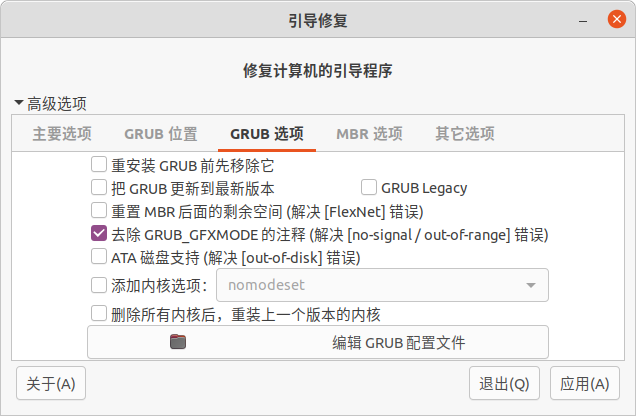 引导修复
修复计算机的引导程序
高级选项
主要选项 GRUB 位置 GRUB 选项 MBR 选项 其它选项
重安装 GRUB 前先移除它
把 GRUB 更新到最新版本 GRUB Legacy
重置 MBR 后面的剩余空间 (解决 [FlexNet] 错误)
去除 GRUB_GFXMODE 的注释 (解决 [no-signal / out-of-range] 错误)
ATA 磁盘支持 (解决 [out-of-disk] 错误)
添加内核选项： nomodeset
删除所有内核后，重装上一个版本的内核
编辑 GRUB 配置文件
关于(A) 退出(Q) 应用(A)